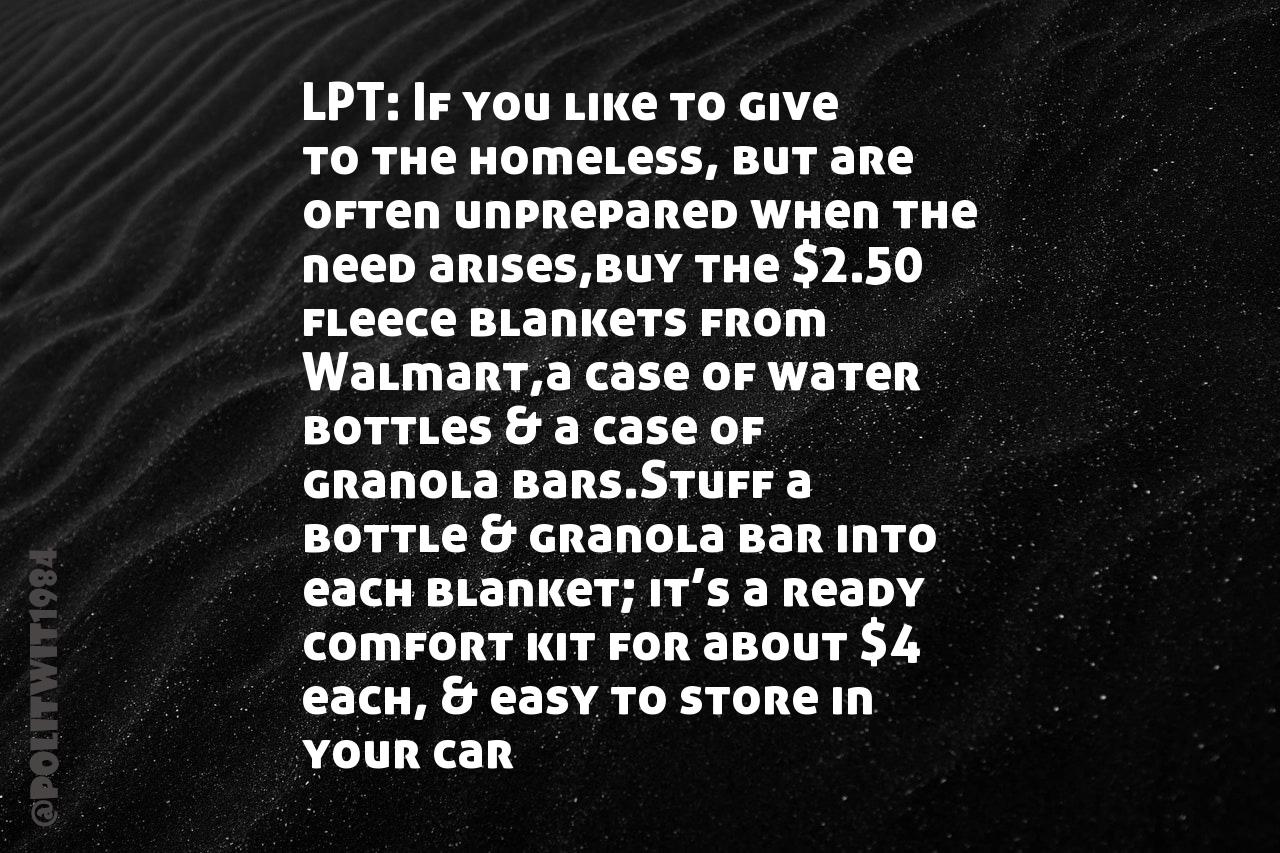 LPT: If you like to give
to the homeless, but are
often unprepared when the
need arises,buy the $2.50
fleece blankets from
Walmart,a case of water
bottles & a case of
granola bars.Stuff a
bottle & granola bar into
each blanket; it's a ready
comfort kit for about $4
each, & easy to store in
your car
@POLITWIT1984